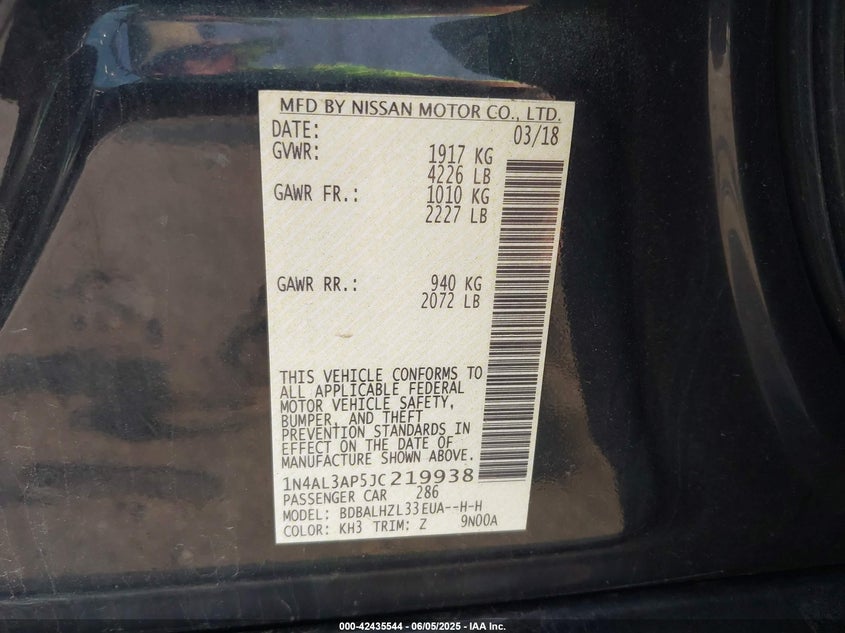 MFD BY NISSAN MOTOR CO., LTD.
DATE: 03/18
GVWR: 1917 KG
4226 LB
GAWR FR.: 1010 KG
2227 LB
GAWR RR.: 940 KG
2072 LB
THIS VEHICLE CONFORMS TO
ALL APPLICABLE FEDERAL
MOTOR VEHICLE SAFETY,
BUMPER, AND THEFT
PREVENTION STANDARDS IN
EFFECT ON THE DATE OF
MANUFACTURE SHOWN ABOVE.
1N4AL3AP5JC219938
PASSENGER CAR 286
MODEL: BDBALHZL33EUA--H-H
COLOR: KH3 TRIM: Z 9N00A
000-42435544 - 06/05/2025 - IAA Inc.